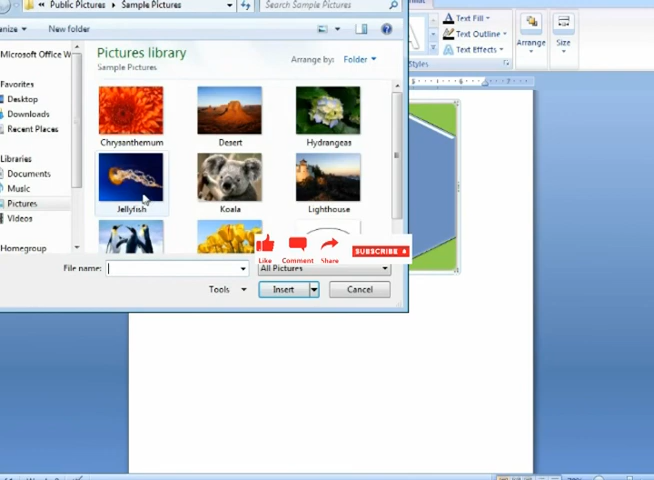 Public Pictures
Sample Pictures
Search Sample Pictures
New folder
Text Fill
Text Outline
Text Effects
Arrange
Size
Microsoft Office W
Pictures library
Sample Pictures
Arrange by:
Folder
Favorites
Desktop
Downloads
Recent Places
Chrysanthemum
Desert
Hydrangeas
Libraries
Documents
Music
Pictures
Videos
Jellyfish
Koala
Lighthouse
Homegroup
Like
Comment
Share
SUBSCRIBE
File name:
All Pictures
Tools
Insert
Cancel